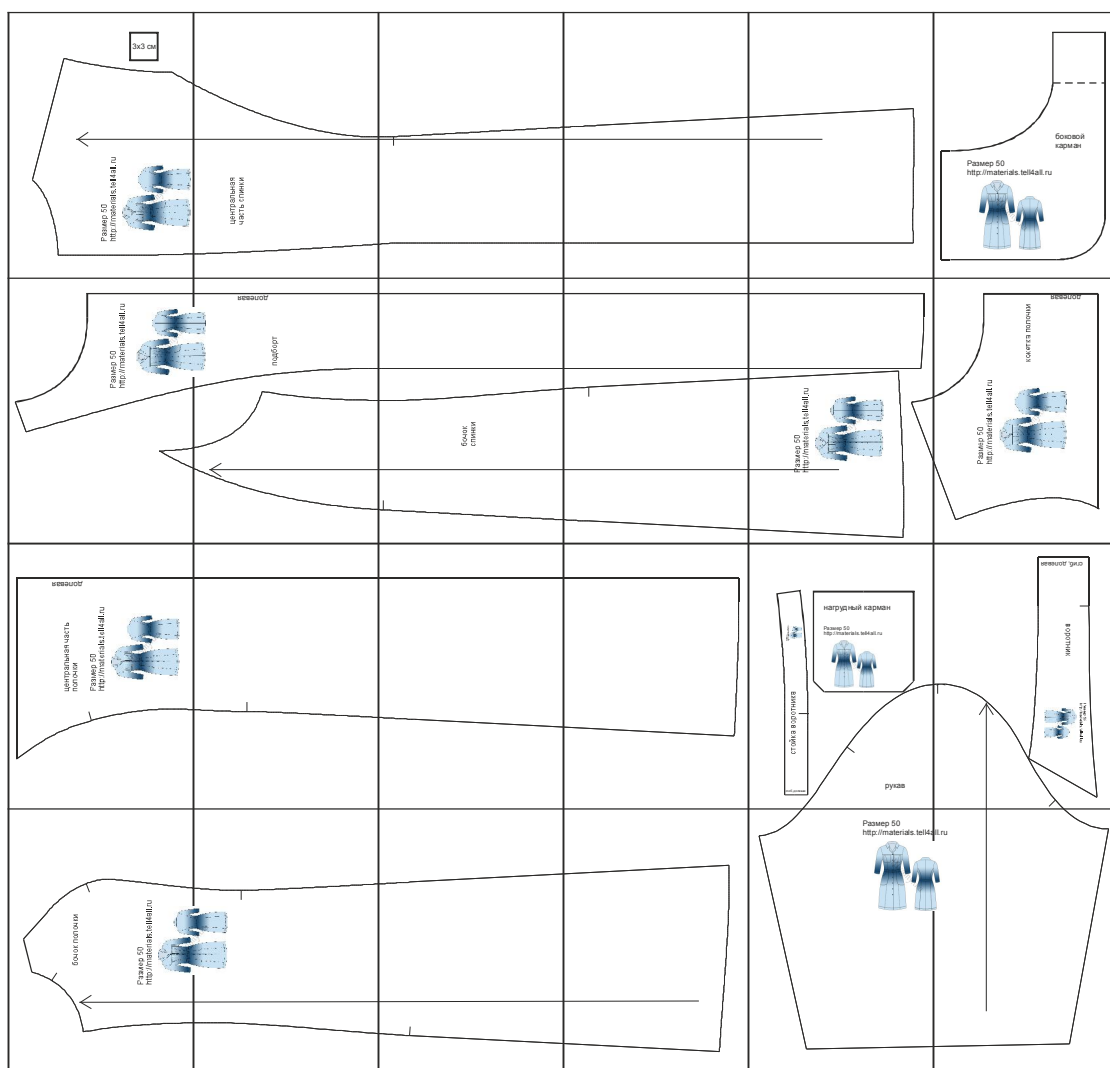 3x3 см
Размер 50
http://materials.tell4all.ru
центральная
часть спинки
боковой
карман
Размер 50
http://materials.tell4all.ru
долевая
Размер 50
http://materials.tell4all.ru
подборт
бочок
спинки
Размер 50
http://materials.tell4all.ru
долевая
кокетка полочки
Размер 50
http://materials.tell4all.ru
долевая
центральная часть
полочки
Размер 50
http://materials.tell4all.ru
стойка воротника
нагрудный карман
Размер 50
http://materials.tell4all.ru
сгиб, долевая
воротник
рукав
Размер 50
http://materials.tell4all.ru
бочок полочки
Размер 50
http://materials.tell4all.ru